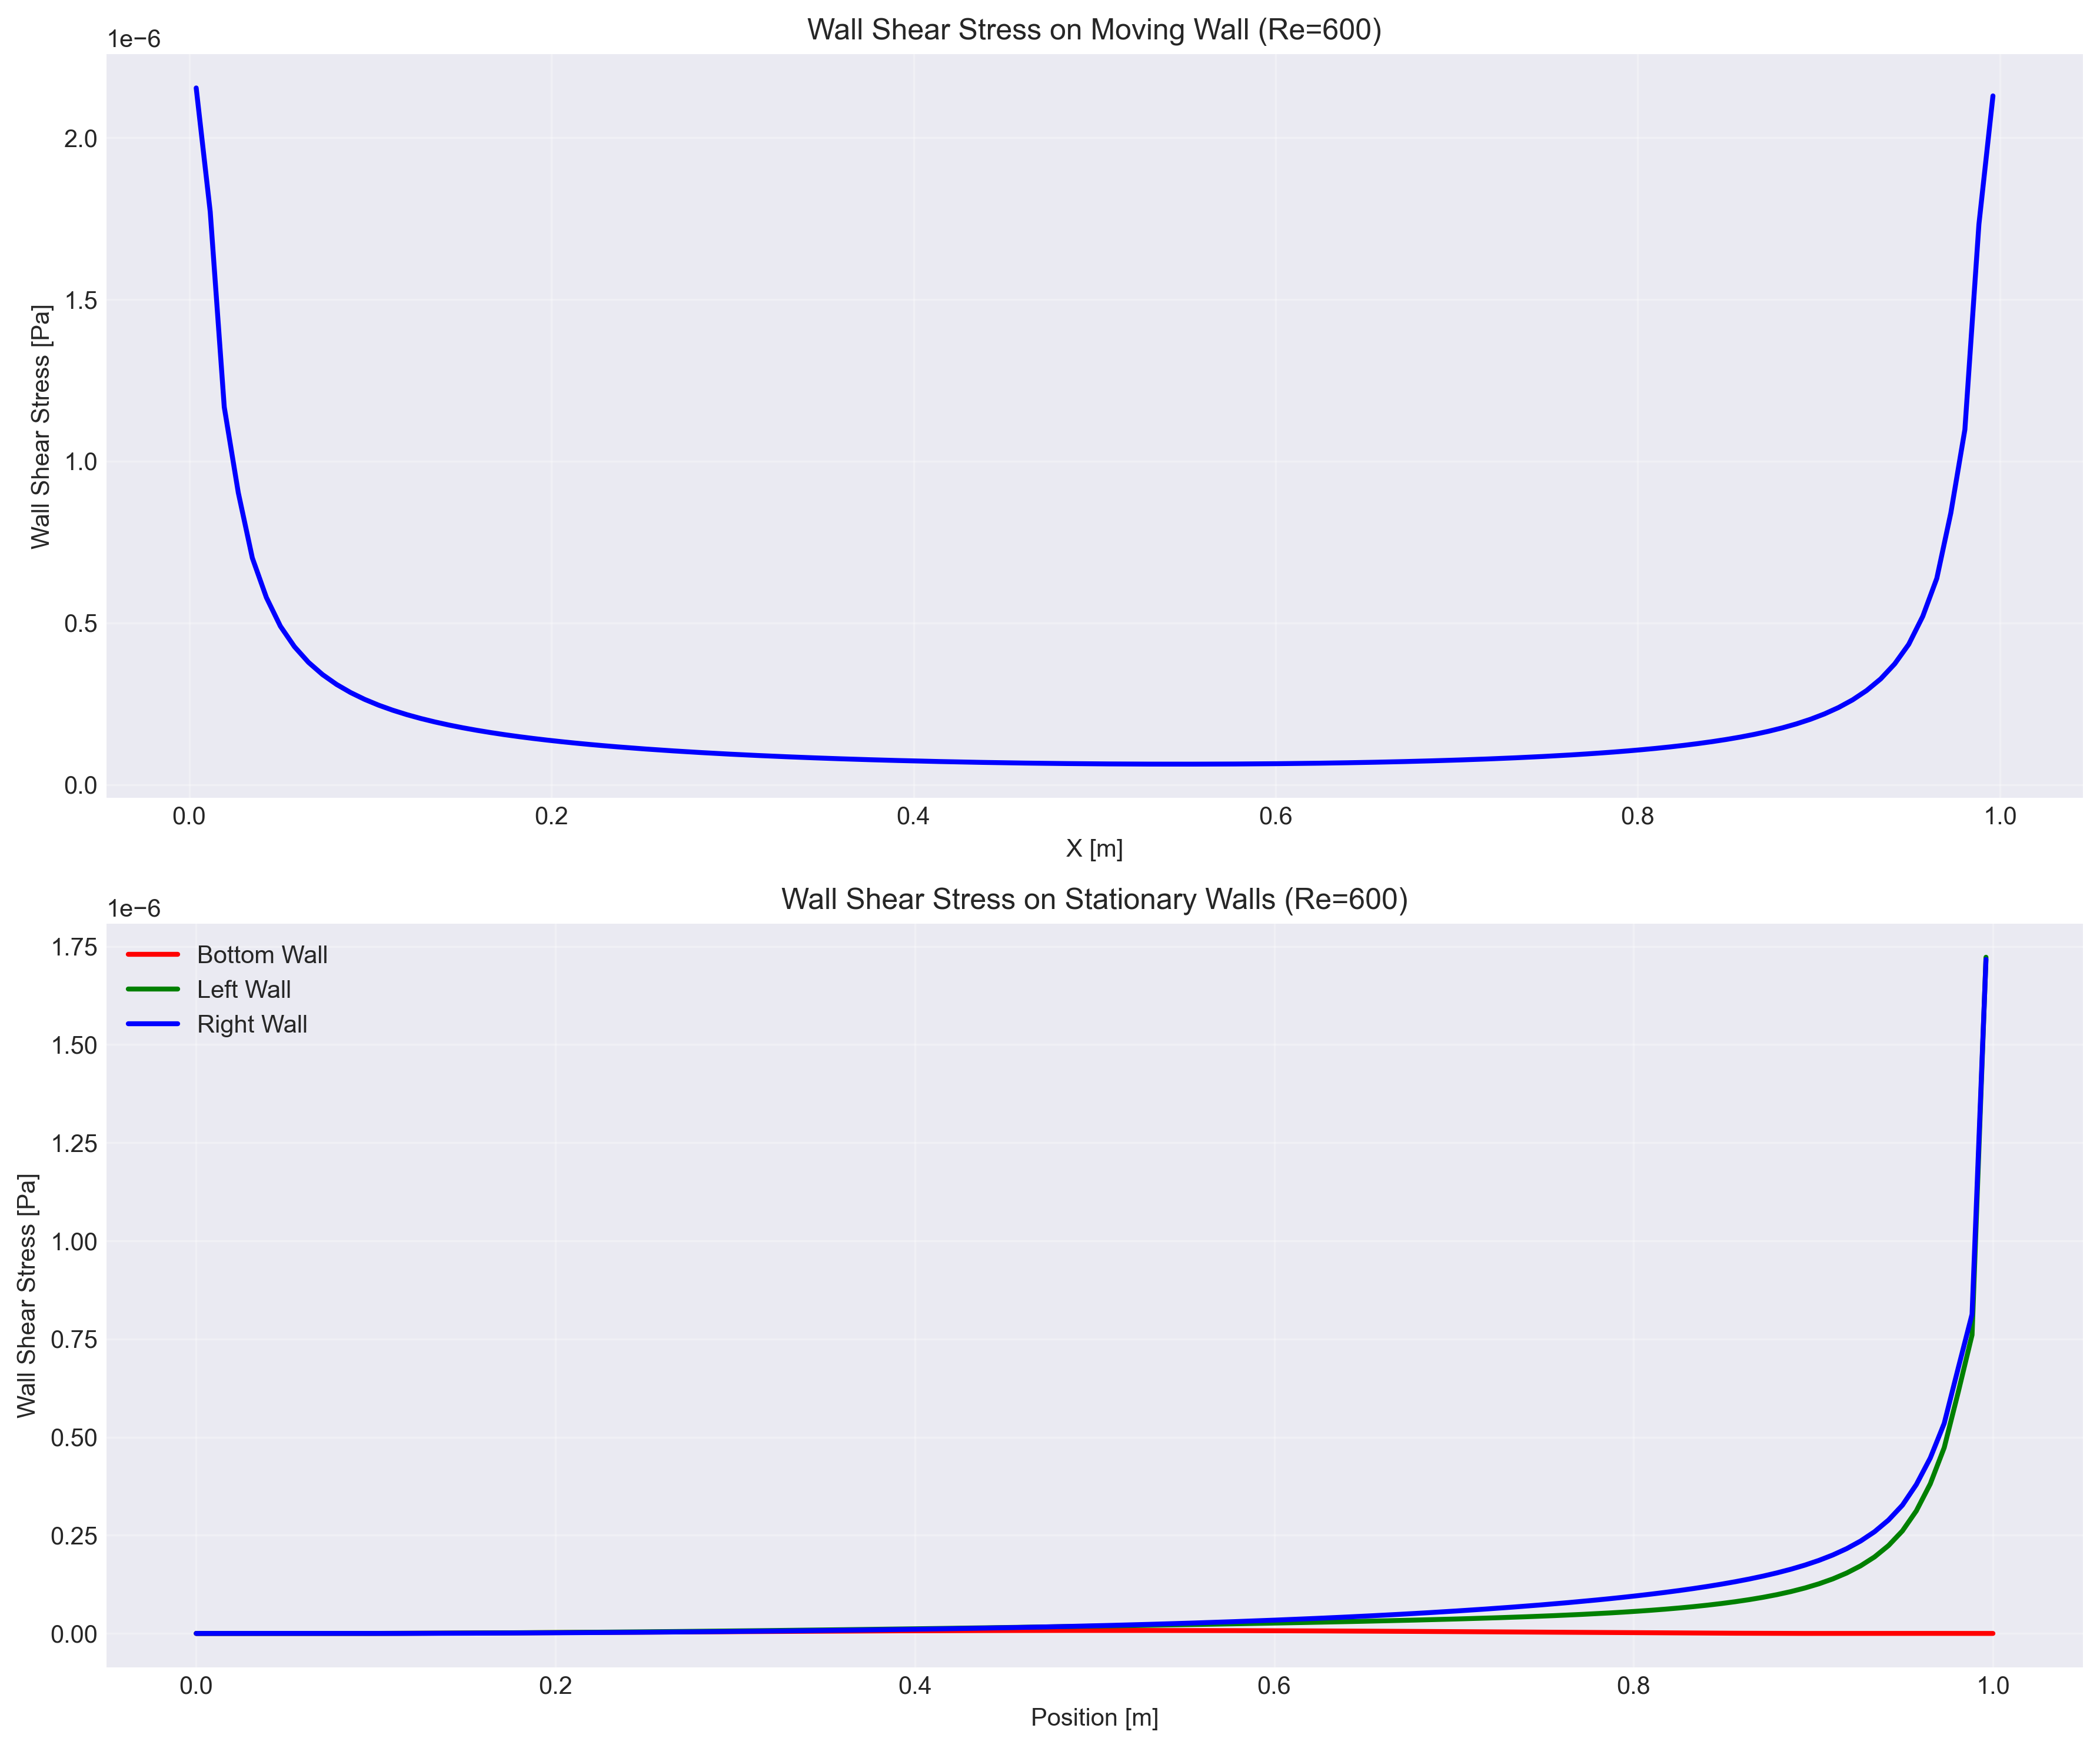 Wall Shear Stress on Moving Wall (Re=600)
1e−6
2.0
1.5
1.0
0.5
0.0
Wall Shear Stress [Pa]
0.0 0.2 0.4 0.6 0.8 1.0
X [m]
Wall Shear Stress on Stationary Walls (Re=600)
1e−6
Bottom Wall
Left Wall
Right Wall
1.75
1.50
1.25
1.00
0.75
0.50
0.25
0.00
Wall Shear Stress [Pa]
0.0 0.2 0.4 0.6 0.8 1.0
Position [m]